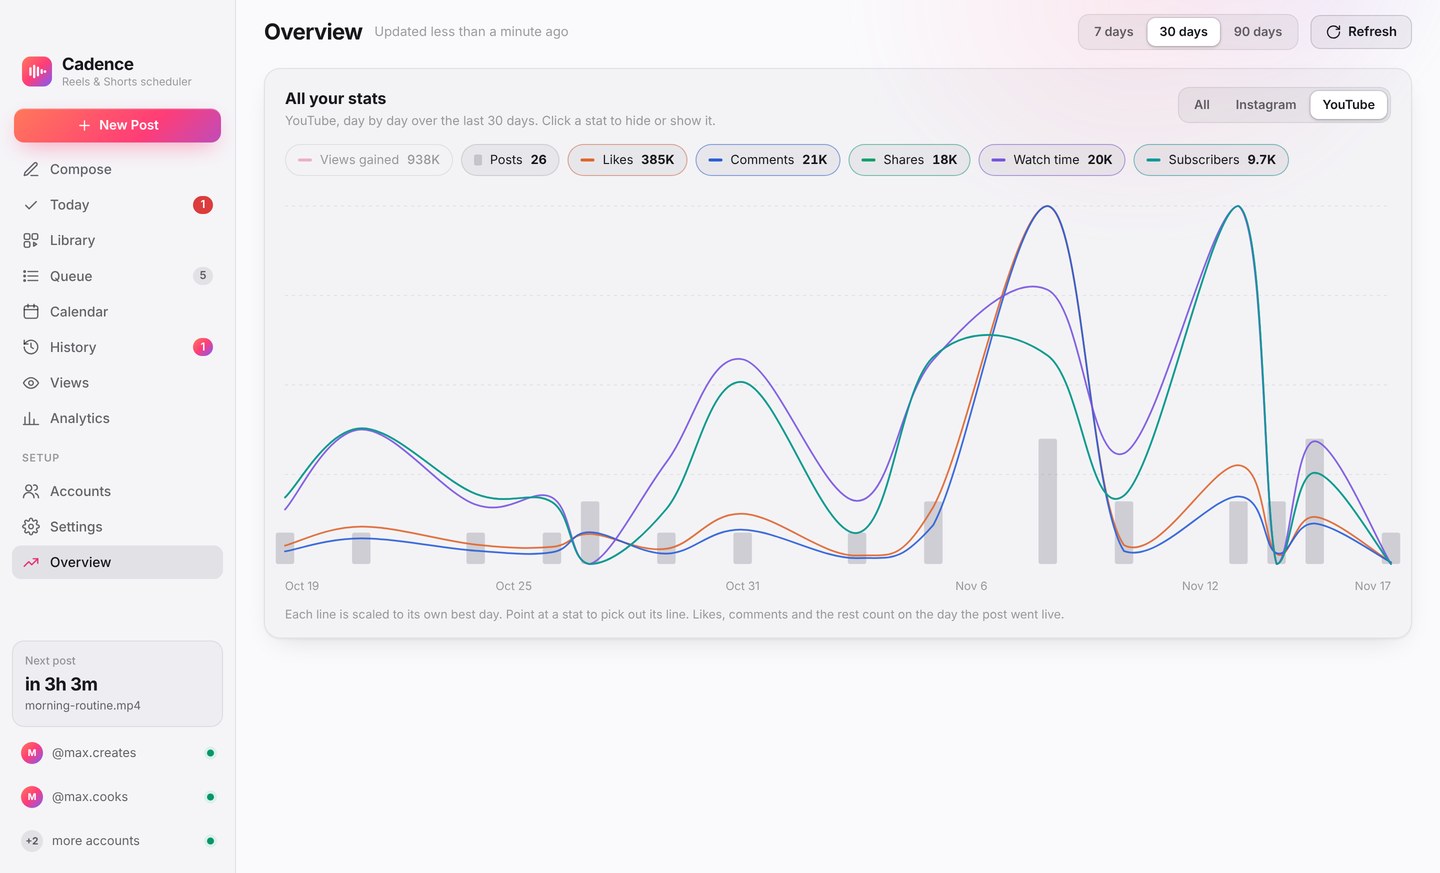 Cadence
Reels & Shorts scheduler
New Post
Compose
Today 1
Library
Queue 5
Calendar
History 1
Views
Analytics
SETUP
Accounts
Settings
Overview
Next post
in 3h 3m
morning-routine.mp4
M @max.creates
M @max.cooks
+2 more accounts
Overview Updated less than a minute ago
7 days 30 days 90 days Refresh
All your stats
YouTube, day by day over the last 30 days. Click a stat to hide or show it.
All Instagram YouTube
Views gained 938K Posts 26 Likes 385K Comments 21K Shares 18K Watch time 20K Subscribers 9.7K
Oct 19 Oct 25 Oct 31 Nov 6 Nov 12 Nov 17
Each line is scaled to its own best day. Point at a stat to pick out its line. Likes, comments and the rest count on the day the post went live.